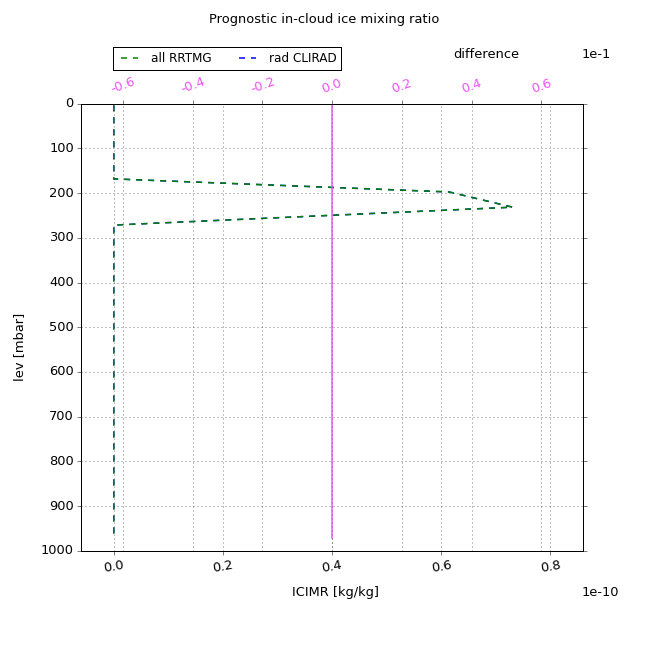 Prognostic in-cloud ice mixing ratio
all RRTMG rad CLIRAD difference 1e-1
-0.6 -0.4 -0.2 0.0 0.2 0.4 0.6
0
100
200
300
400
500
600
700
800
900
1000
lev [mbar]
0.0 0.2 0.4 0.6 0.8
ICIMR [kg/kg] 1e-10